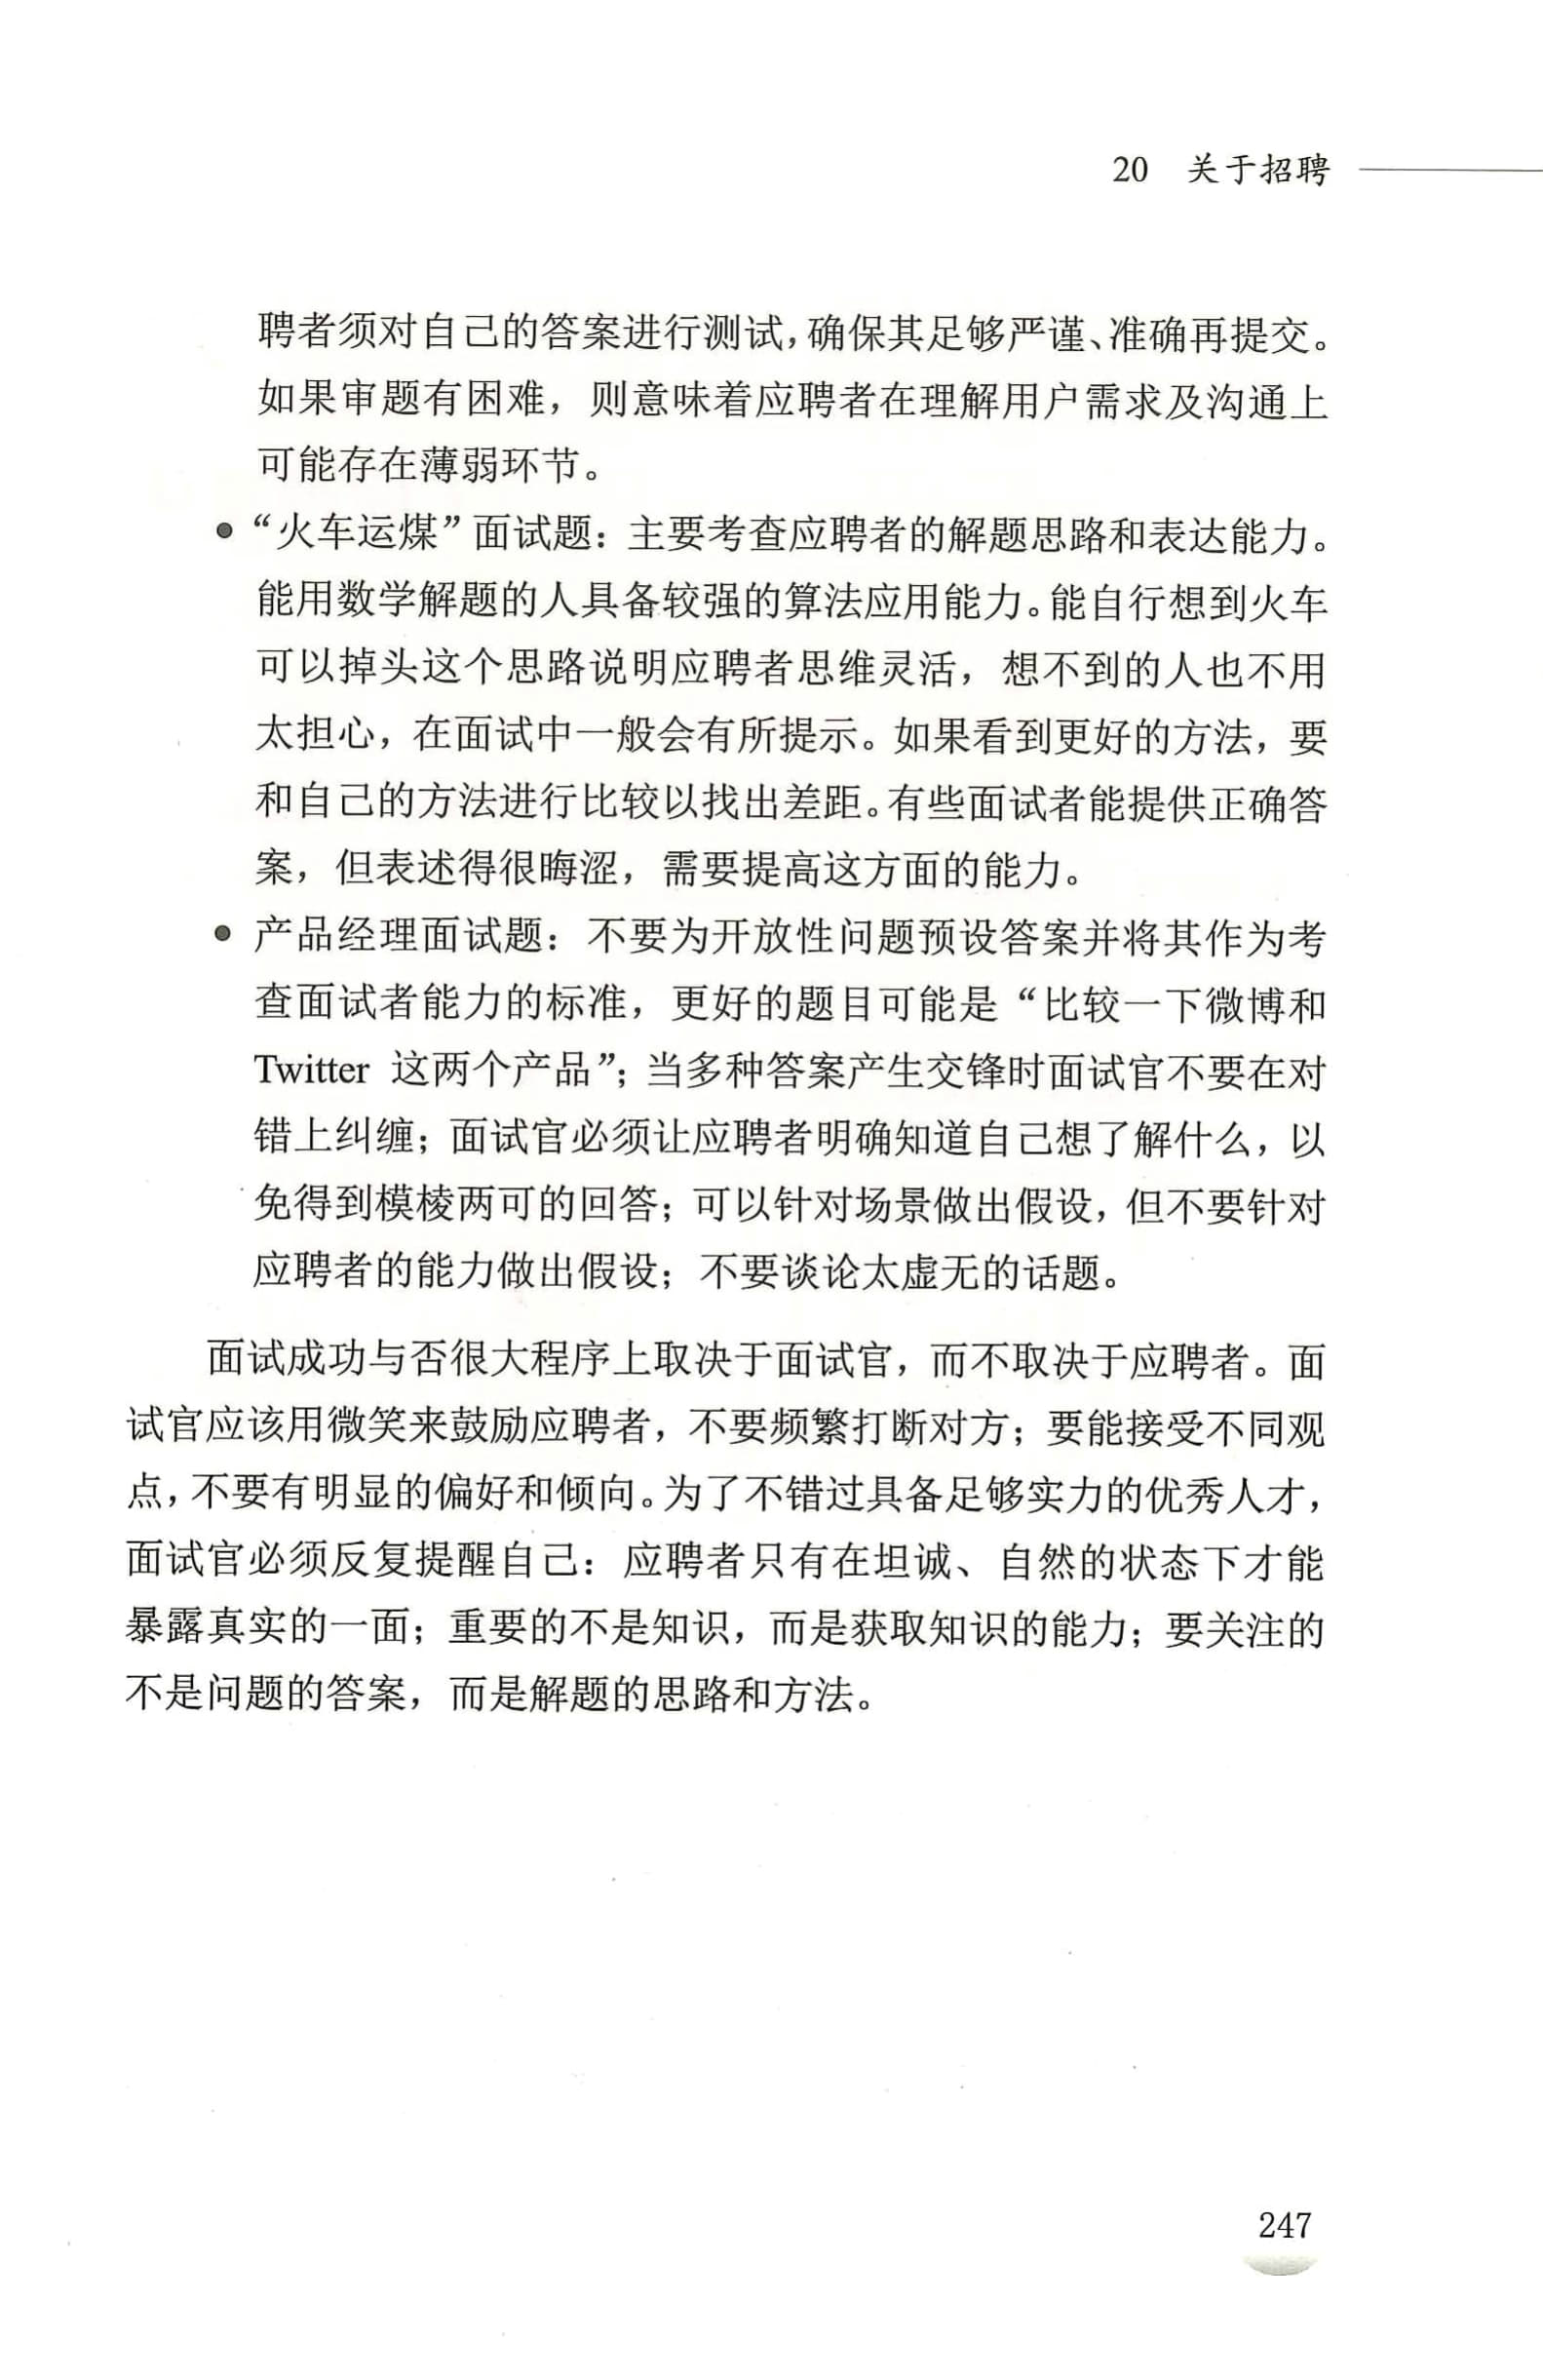 20 关于招聘
聘者须对自己的答案进行测试，确保其足够严谨、准确再提交。
如果审题有困难，则意味着应聘者在理解用户需求及沟通上
可能存在薄弱环节。
● “火车运煤”面试题：主要考查应聘者的解题思路和表达能力。
能用数学解题的人具备较强的算法应用能力。能自行想到火车
可以掉头这个思路说明应聘者思维灵活，想不到的人也不用
太担心，在面试中一般会有所提示。如果看到更好的方法，要
和自己的方法进行比较以找出差距。有些面试者能提供正确答
案，但表述得很晦涩，需要提高这方面的能力。
● 产品经理面试题：不要为开放性问题预设答案并将其作为考
查面试者能力的标准，更好的题目可能是“比较一下微博和
Twitter 这两个产品”；当多种答案产生交锋时面试官不要在对
错上纠缠；面试官必须让应聘者明确知道自己想了解什么，以
免得到模棱两可的回答；可以针对场景做出假设，但不要针对
应聘者的能力做出假设；不要谈论太虚无的话题。
面试成功与否很大程序上取决于面试官，而不取决于应聘者。面
试官应该用微笑来鼓励应聘者，不要频繁打断对方；要能接受不同观
点，不要有明显的偏好和倾向。为了不错过具备足够实力的优秀人才，
面试官必须反复提醒自己：应聘者只有在坦诚、自然的状态下才能
暴露真实的一面；重要的不是知识，而是获取知识的能力；要关注的
不是问题的答案，而是解题的思路和方法。
247